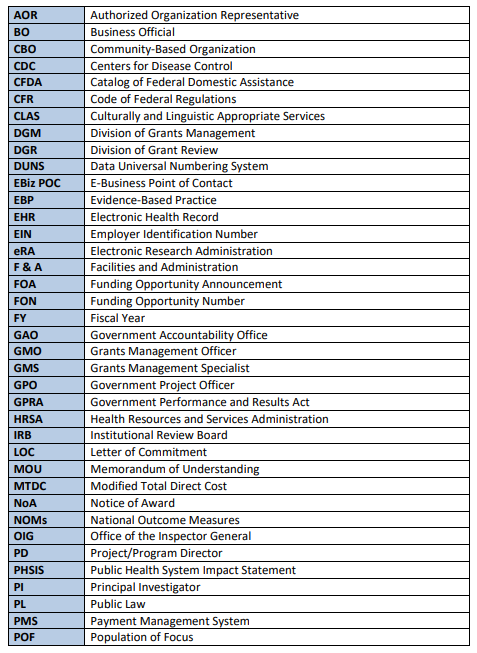 AOR Authorized Organization Representative
BO Business Official
CBO Community-Based Organization
CDC Centers for Disease Control
CFDA Catalog of Federal Domestic Assistance
CFR Code of Federal Regulations
CLAS Culturally and Linguistic Appropriate Services
DGM Division of Grants Management
DGR Division of Grant Review
DUNS Data Universal Numbering System
EBiz POC E-Business Point of Contact
EBP Evidence-Based Practice
EHR Electronic Health Record
EIN Employer Identification Number
eRA Electronic Research Administration
F & A Facilities and Administration
FOA Funding Opportunity Announcement
FON Funding Opportunity Number
FY Fiscal Year
GAO Government Accountability Office
GMO Grants Management Officer
GMS Grants Management Specialist
GPO Government Project Officer
GPRA Government Performance and Results Act
HRSA Health Resources and Services Administration
IRB Institutional Review Board
LOC Letter of Commitment
MOU Memorandum of Understanding
MTDC Modified Total Direct Cost
NoA Notice of Award
NOMs National Outcome Measures
OIG Office of the Inspector General
PD Project/Program Director
PHSIS Public Health System Impact Statement
PI Principal Investigator
PL Public Law
PMS Payment Management System
POF Population of Focus